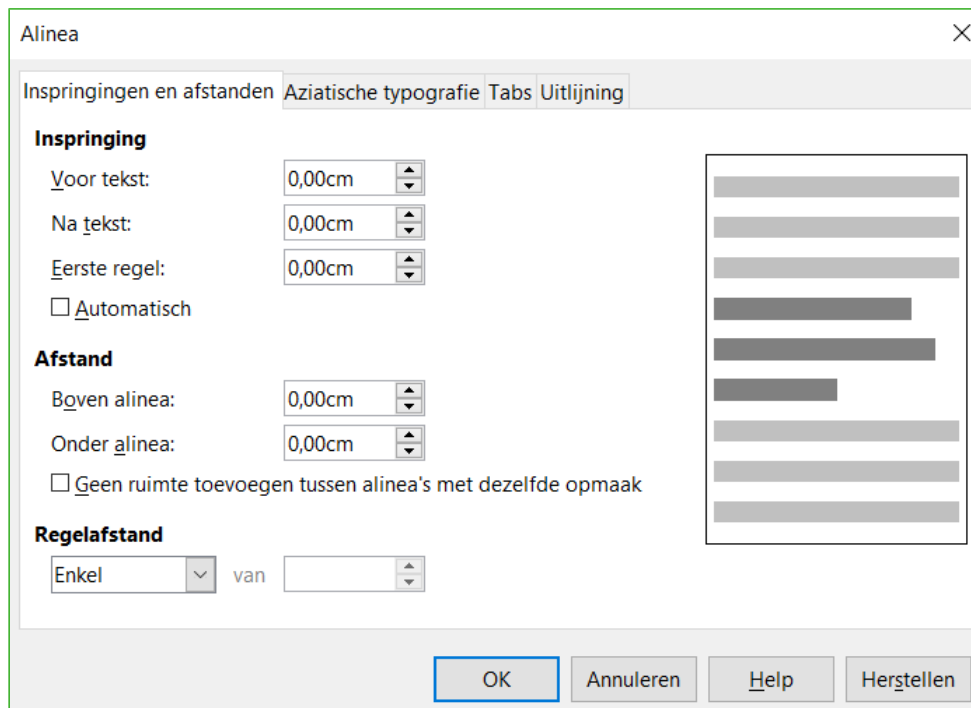 Alinea
Inspringingen en afstanden Aziatische typografie Tabs Uitlijning
Inspringing
Voor tekst: 0,00cm
Na tekst: 0,00cm
Eerste regel: 0,00cm
Automatisch
Afstand
Boven alinea: 0,00cm
Onder alinea: 0,00cm
Geen ruimte toevoegen tussen alinea's met dezelfde opmaak
Regelafstand
Enkel van
OK Annuleren Help Herstellen